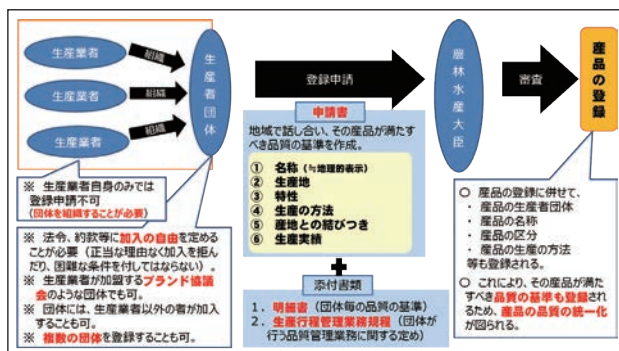 生産業者
生産業者
生産業者
組織
組織
組織
生産者団体
登録申請
農林水産大臣
審査
産品の登録
※ 生産業者自身のみでは
登録申請不可
(団体を組織することが必要)
※ 法令、約款等に加入の自由を定める
ことが必要(正当な理由なく加入を拒ん
だり、困難な条件を付してはならない)。
※ 生産業者が加盟するブランド協議
会のような団体でも可。
※ 団体には、生産業者以外の者が加入
することも可。
※ 複数の団体を登録することも可。
申請書
地域で話し合い、その産品が満たす
べき品質の基準を作成。
① 名称(≒地理的表示)
② 生産地
③ 特性
④ 生産の方法
⑤ 産地との結びつき
⑥ 生産実績
+
添付書類
1. 明細書(団体毎の品質の基準)
2. 生産行程管理業務規程(団体が
行う品質管理業務に関する定め)
○ 産品の登録に併せて、
・産品の生産者団体
・産品の名称
・産品の区分
・産品の生産の方法
等も登録される。
○ これにより、その産品が満た
すべき品質の基準も登録され
るため、産品の品質の統一化
が図られる。